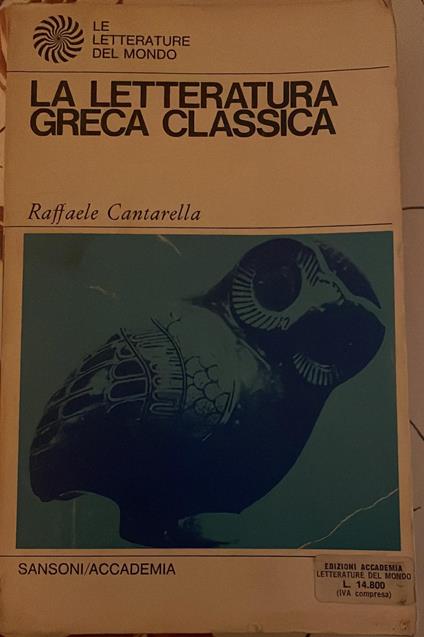 LE
LETTERATURE
DEL MONDO
LA LETTERATURA
GRECA CLASSICA
Raffaele Cantarella
SANSONI/ACCADEMIA
EDIZIONI ACCADEMIA
LETTERATURE DEL MONDO
L. 14.800
(IVA compresa)